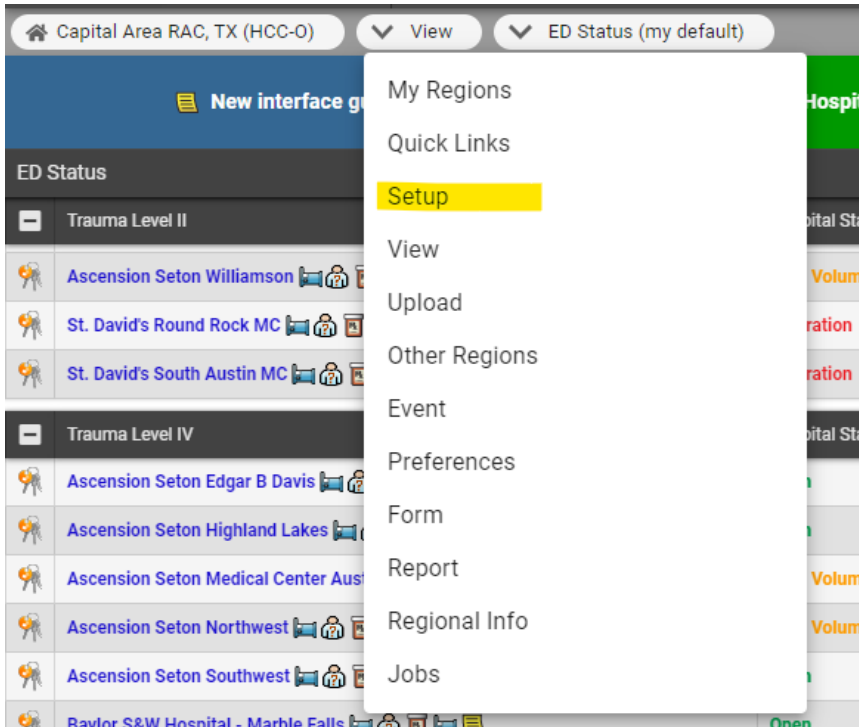 Capital Area RAC, TX (HCC-O)
View
ED Status (my default)
New interface
ED Status
Trauma Level II
Ascension Seton Williamson
St. David's Round Rock MC
St. David's South Austin MC
Trauma Level IV
Ascension Seton Edgar B Davis
Ascension Seton Highland Lakes
Ascension Seton Medical Center
Ascension Seton Northwest
Ascension Seton Southwest
Baylor S&W Hospital - Marble Falls
My Regions
Quick Links
Setup
View
Upload
Other Regions
Event
Preferences
Form
Report
Regional Info
Jobs
Open